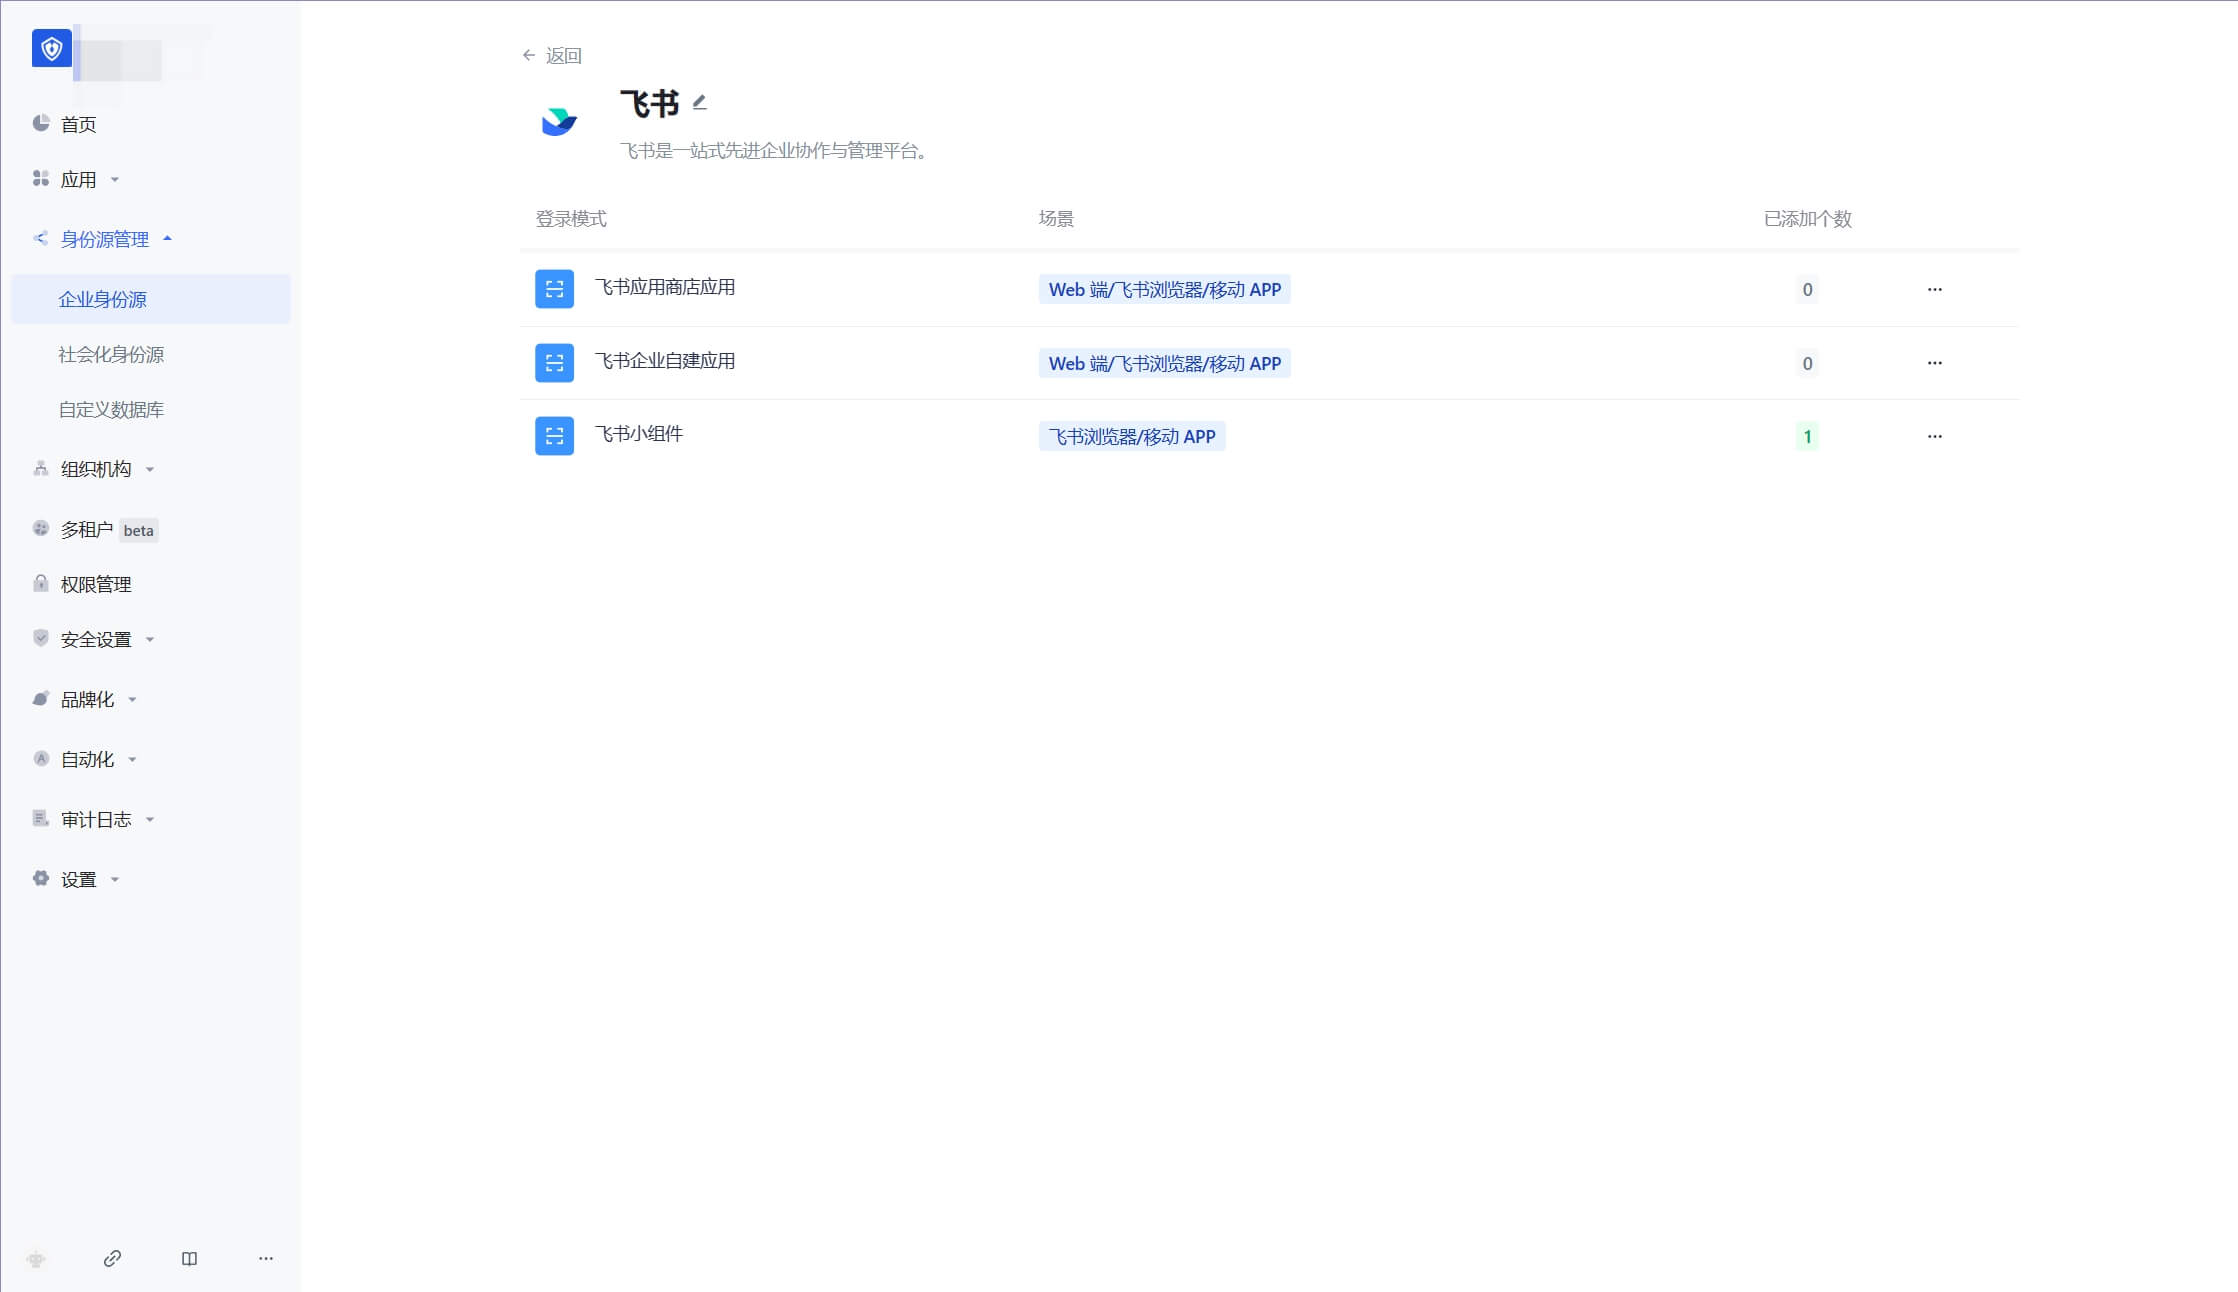 首页
应用
身份源管理
企业身份源
社会化身份源
自定义数据库
组织机构
多租户 beta
权限管理
安全设置
品牌化
自动化
审计日志
设置
返回
飞书
飞书是一站式先进企业协作与管理平台。
登录模式 场景 已添加个数
飞书应用商店应用 Web 端/飞书浏览器/移动 APP 0
飞书企业自建应用 Web 端/飞书浏览器/移动 APP 0
飞书小组件 飞书浏览器/移动 APP 1